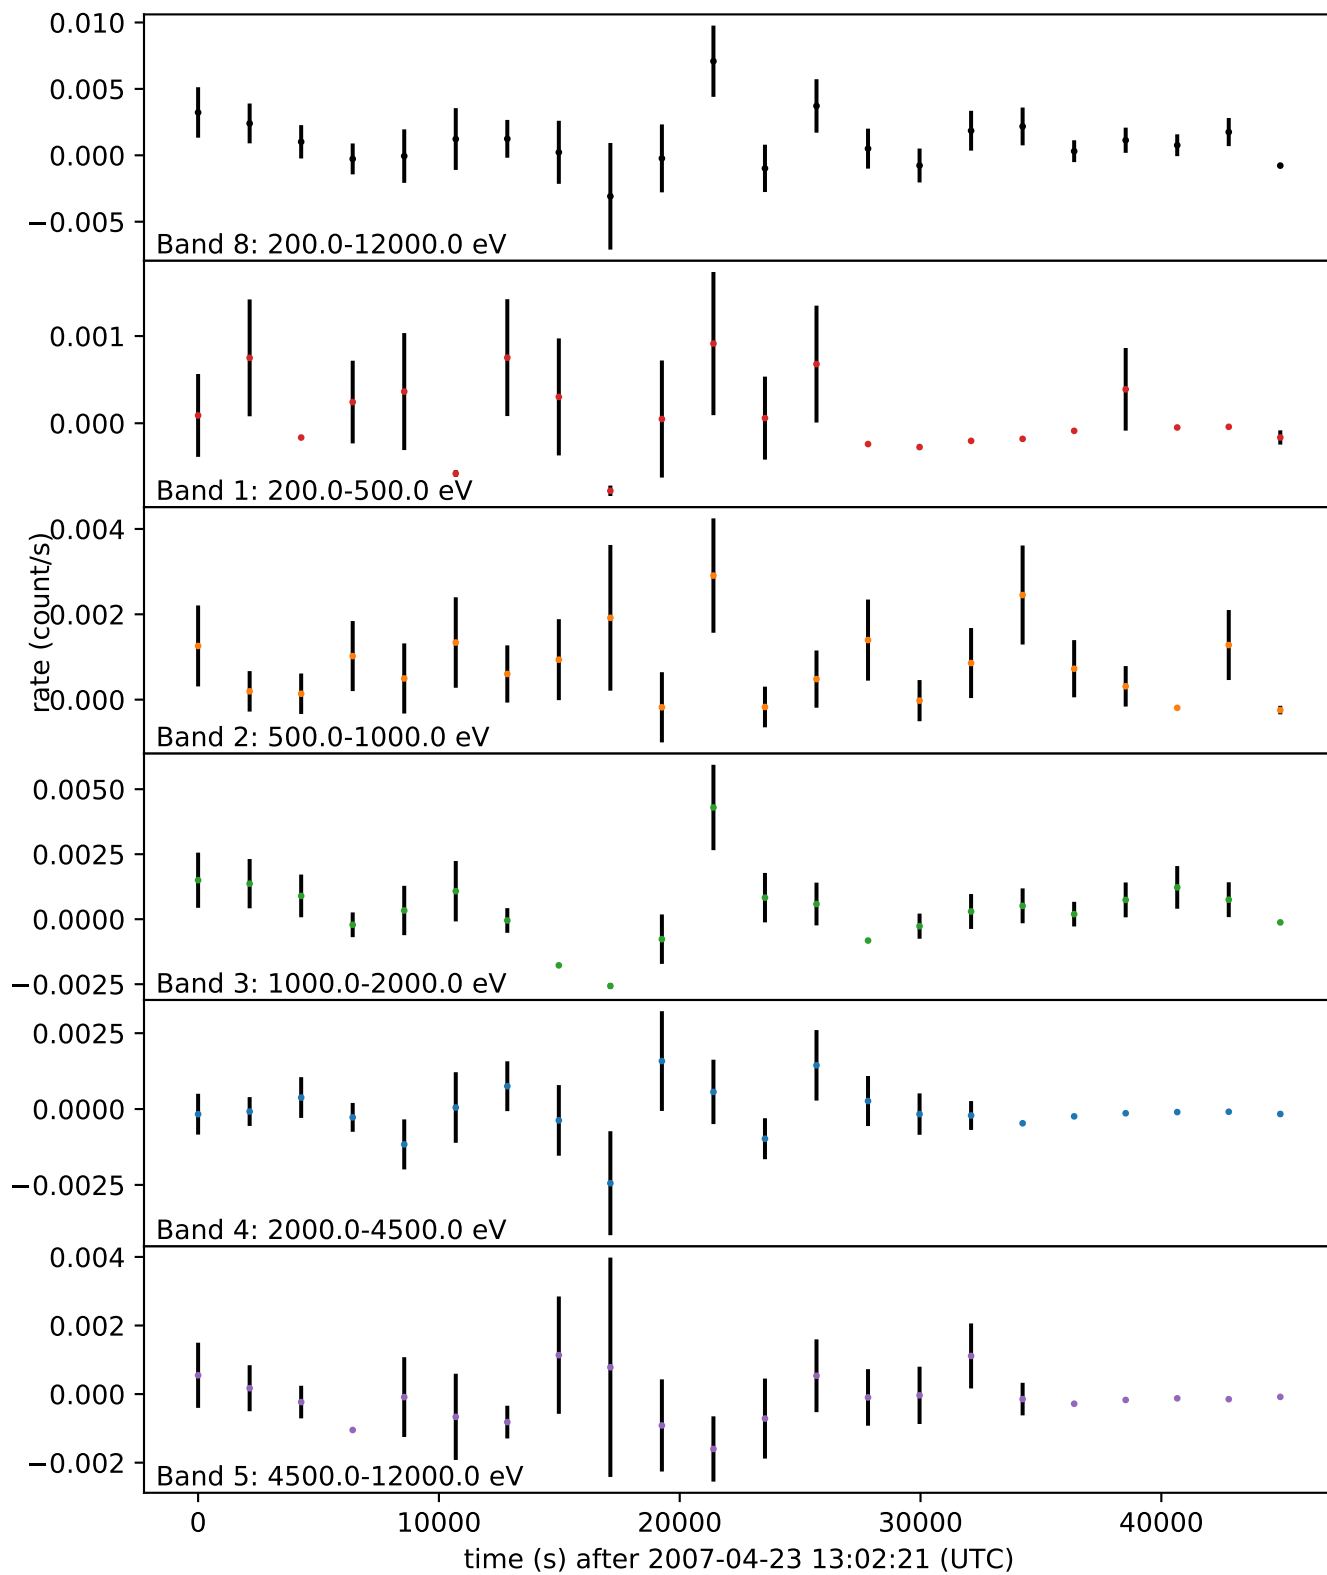 0.010
0.005
0.000
−0.005
Band 8: 200.0-12000.0 eV
0.001
0.000
Band 1: 200.0-500.0 eV
rate (count/s)
0.004
0.002
0.000
Band 2: 500.0-1000.0 eV
0.0050
0.0025
0.0000
−0.0025
Band 3: 1000.0-2000.0 eV
0.0025
0.0000
−0.0025
Band 4: 2000.0-4500.0 eV
0.004
0.002
0.000
−0.002
Band 5: 4500.0-12000.0 eV
0 10000 20000 30000 40000
time (s) after 2007-04-23 13:02:21 (UTC)